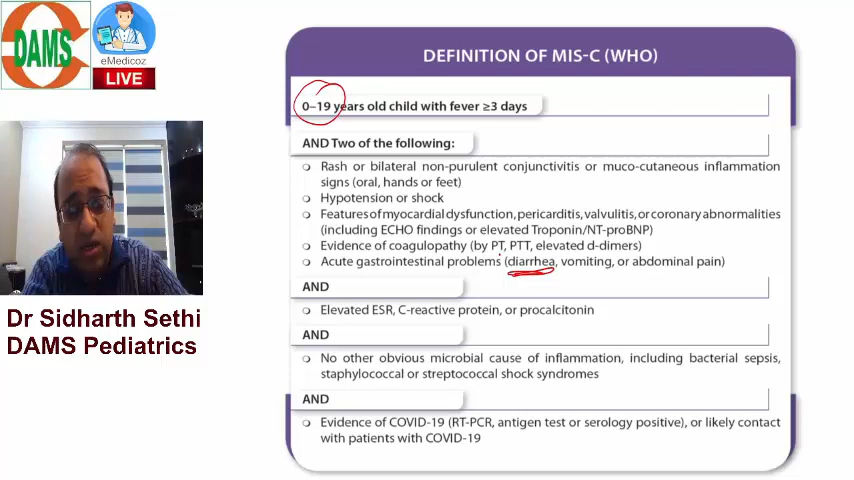 DAMS
eMedicoz
LIVE
DEFINITION OF MIS-C (WHO)
0–19 years old child with fever ≥3 days
AND Two of the following:
Rash or bilateral non-purulent conjunctivitis or muco-cutaneous inflammation
signs (oral, hands or feet)
Hypotension or shock
Features of myocardial dysfunction, pericarditis, valvulitis, or coronary abnormalities
(including ECHO findings or elevated Troponin/NT-proBNP)
Evidence of coagulopathy (by PT, PTT, elevated d-dimers)
Acute gastrointestinal problems (diarrhea, vomiting, or abdominal pain)
AND
Elevated ESR, C-reactive protein, or procalcitonin
AND
No other obvious microbial cause of inflammation, including bacterial sepsis,
staphylococcal or streptococcal shock syndromes
AND
Evidence of COVID-19 (RT-PCR, antigen test or serology positive), or likely contact
with patients with COVID-19
Dr Sidharth Sethi
DAMS Pediatrics